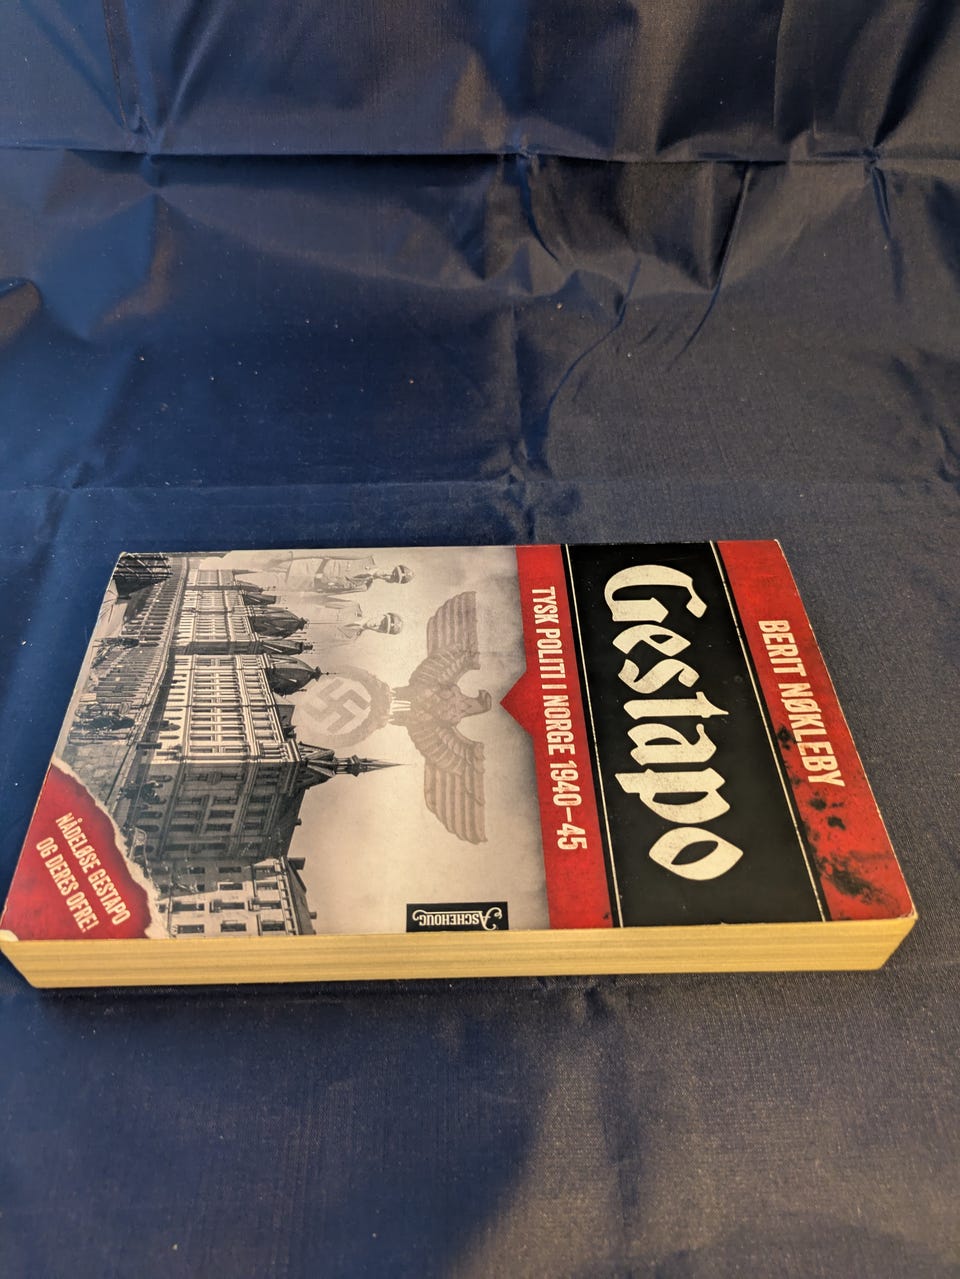 BERIT NØKLEBY
Gestapo
TYSK POLITI I NORGE 1940–45
NÅDELØSE GESTAPO
OG DERES OFRE!
ASCHEHOUG